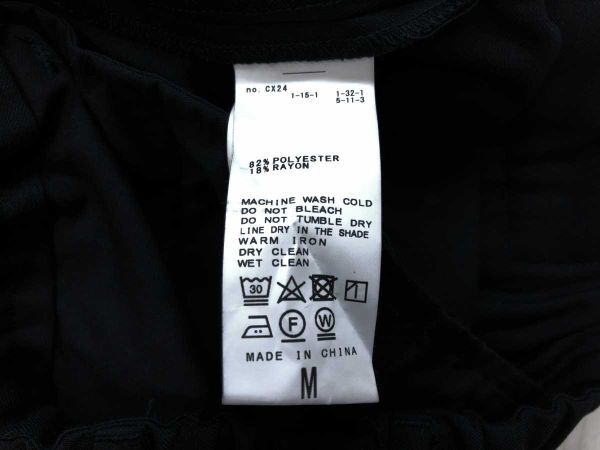 no. CX24
1-15-1 1-32-1
5-11-3
82% POLYESTER
18% RAYON
MACHINE WASH COLD
DO NOT BLEACH
DO NOT TUMBLE DRY
LINE DRY IN THE SHADE
WARM IRON
DRY CLEAN
WET CLEAN
30
F W
MADE IN CHINA
M